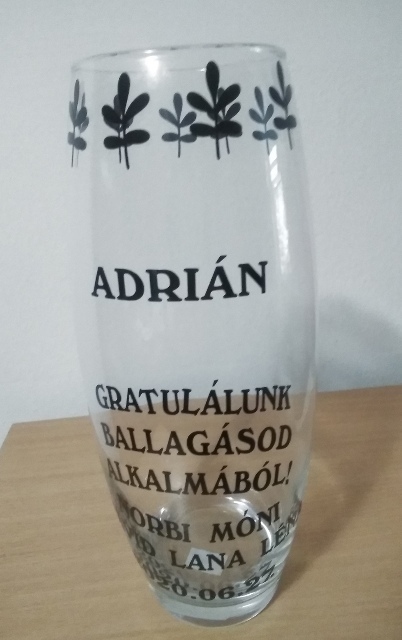 ADRIÁN
GRATULÁLUNK
BALLAGÁSOD
ALKALMÁBÓL!
MÓNI
LANA